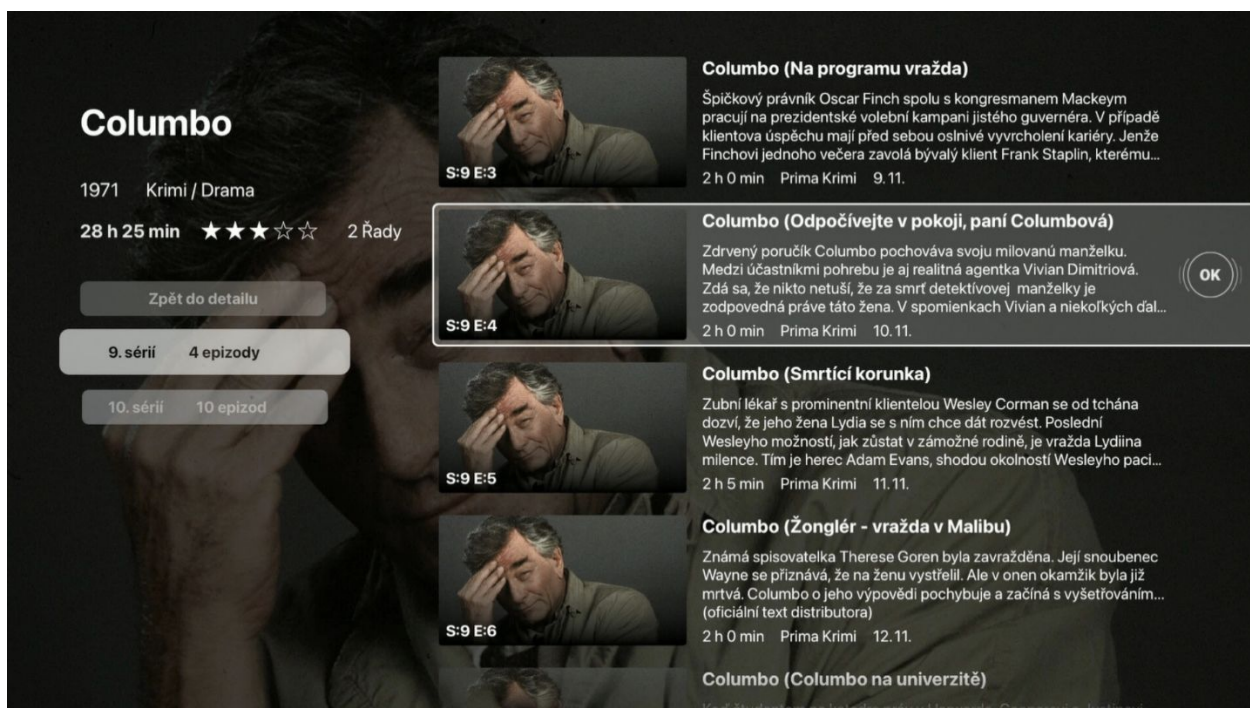 Columbo
1971 Krimi / Drama
28 h 25 min ★★★☆☆ 2 Řady
Zpět do detailu
9. sérií 4 epizody
10. sérií 10 epizod
S:9 E:3
Columbo (Na programu vražda)
Špičkový právník Oscar Finch spolu s kongresmanem Mackeym
pracují na prezidentské volební kampani jistého guvernéra. V případě
klientova úspěchu mají před sebou oslnivé vyvrcholení kariéry. Jenže
Finchovi jednoho večera zavolá bývalý klient Frank Staplin, kterému...
2 h 0 min Prima Krimi 9.11.
S:9 E:4
Columbo (Odpočívejte v pokoji, paní Columbová)
Zdrvený poručík Columbo pochováva svoju milovanú manželku.
Medzi účastníkmi pohrebu je aj realitná agentka Vivian Dimitriová.
Zdá sa, že nikto netuší, že za smrť detektívovej manželky je
zodpovedná práve táto žena. V spomienkach Vivian a niekoľkých ďal...
2 h 0 min Prima Krimi 10.11.
OK
S:9 E:5
Columbo (Smrtící korunka)
Zubní lékař s prominentní klientelou Wesley Corman se od tchána
dozví, že jeho žena Lydia se s ním chce dát rozvést. Poslední
Wesleyho možností, jak zůstat v zámožné rodině, je vražda Lydiina
milence. Tím je herec Adam Evans, shodou okolností Wesleyho paci...
2 h 5 min Prima Krimi 11.11.
S:9 E:6
Columbo (Žonglér - vražda v Malibu)
Známá spisovatelka Therese Goren byla zavražděna. Její snoubenec
Wayne se přiznává, že na ženu vystřelil. Ale v onen okamžik byla již
mrtvá. Columbo o jeho výpovědi pochybuje a začíná s vyšetřováním...
(oficiální text distributora)
2 h 0 min Prima Krimi 12.11.
Columbo (Columbo na univerzitě)